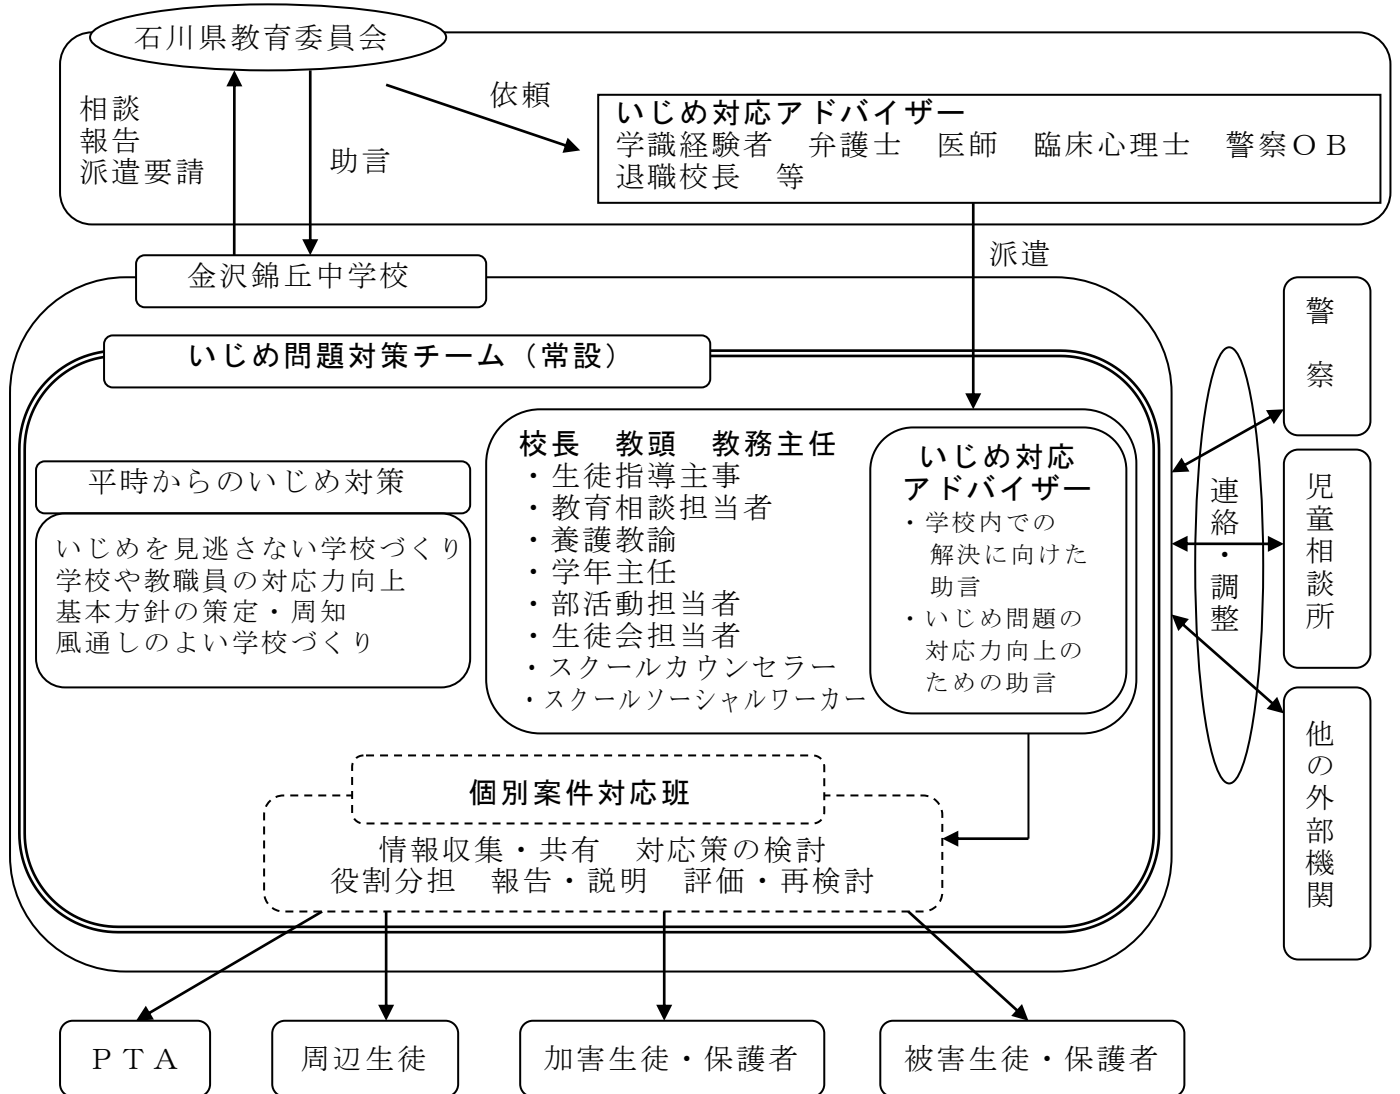 石川県教育委員会
相談
報告
派遣要請
助言
依頼
いじめ対応アドバイザー
学識経験者　弁護士　医師　臨床心理士　警察ＯＢ
退職校長　等
派遣
金沢錦丘中学校
いじめ問題対策チーム（常設）
平時からのいじめ対策
いじめを見逃さない学校づくり
学校や教職員の対応力向上
基本方針の策定・周知
風通しのよい学校づくり
校長　教頭　教務主任
・生徒指導主事
・教育相談担当者
・養護教諭
・学年主任
・部活動担当者
・生徒会担当者
・スクールカウンセラー
・スクールソーシャルワーカー
いじめ対応
アドバイザー
・学校内での
解決に向けた
助言
・いじめ問題の
対応力向上の
ための助言
個別案件対応班
情報収集・共有　対応策の検討
役割分担　報告・説明　評価・再検討
連絡・調整
警察
児童相談所
他の外部機関
ＰＴＡ
周辺生徒
加害生徒・保護者
被害生徒・保護者